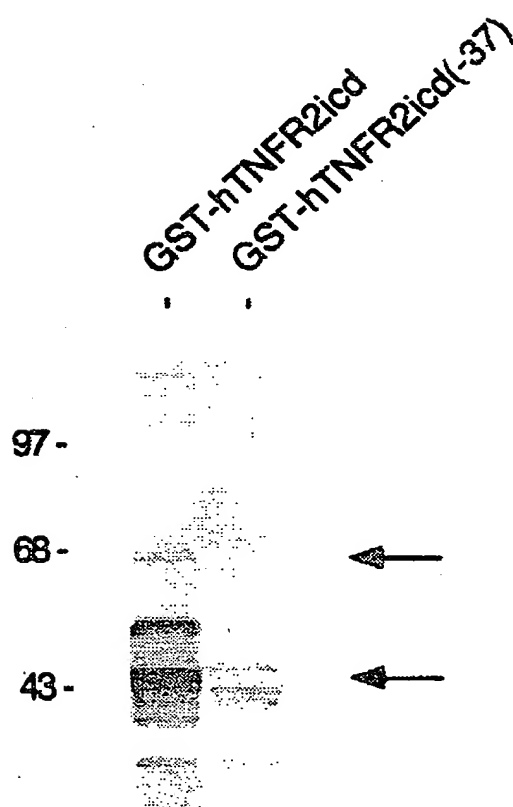 GST-hTNFR2icd
GST-hTNFR2icd(-37)
97 -
68 -
43 -